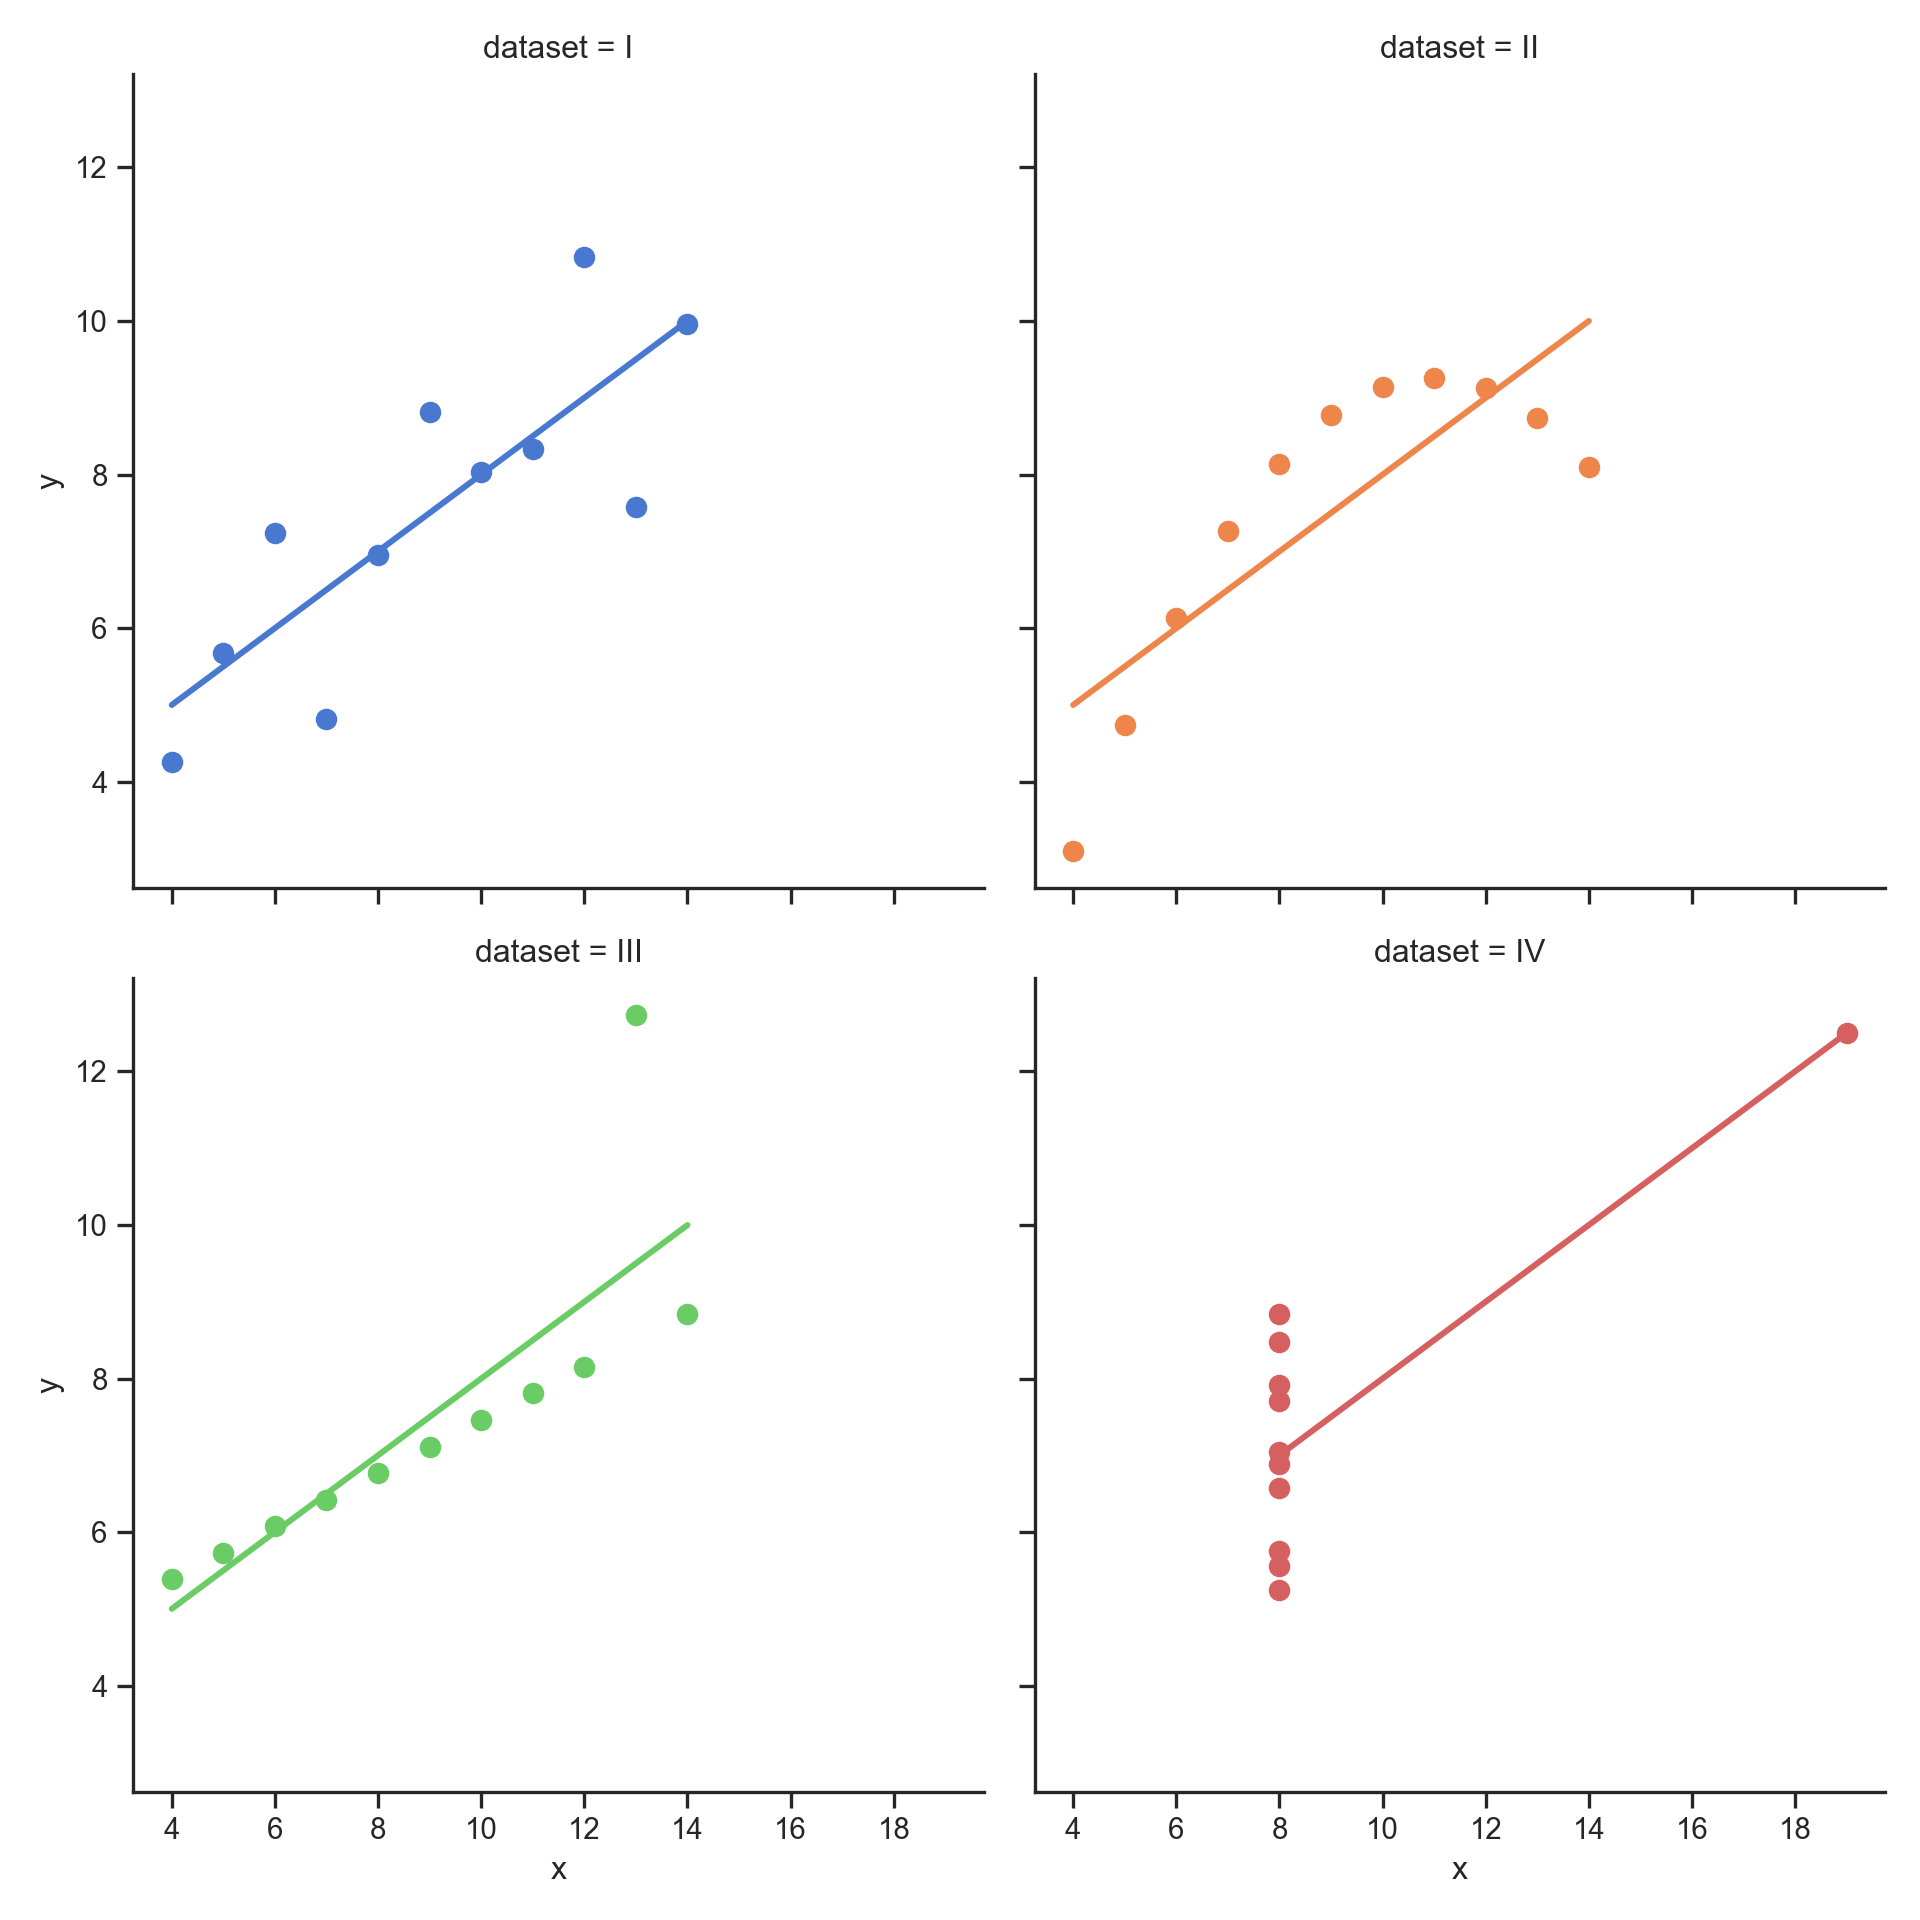 dataset = I
dataset = II
12
10
8
6
4
y
dataset = III
dataset = IV
12
10
8
6
4
y
4 6 8 10 12 14 16 18
4 6 8 10 12 14 16 18
x
x